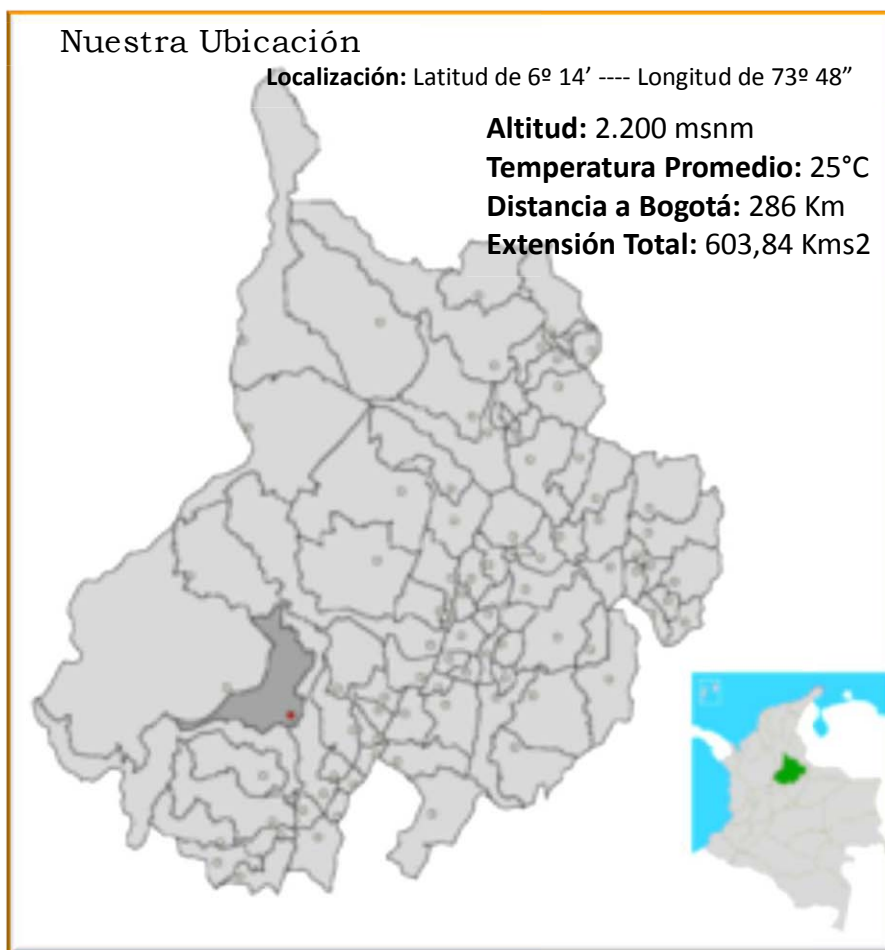 Nuestra Ubicación
Localización: Latitud de 6º 14’ ---- Longitud de 73º 48”
Altitud: 2.200 msnm
Temperatura Promedio: 25°C
Distancia a Bogotá: 286 Km
Extensión Total: 603,84 Kms2